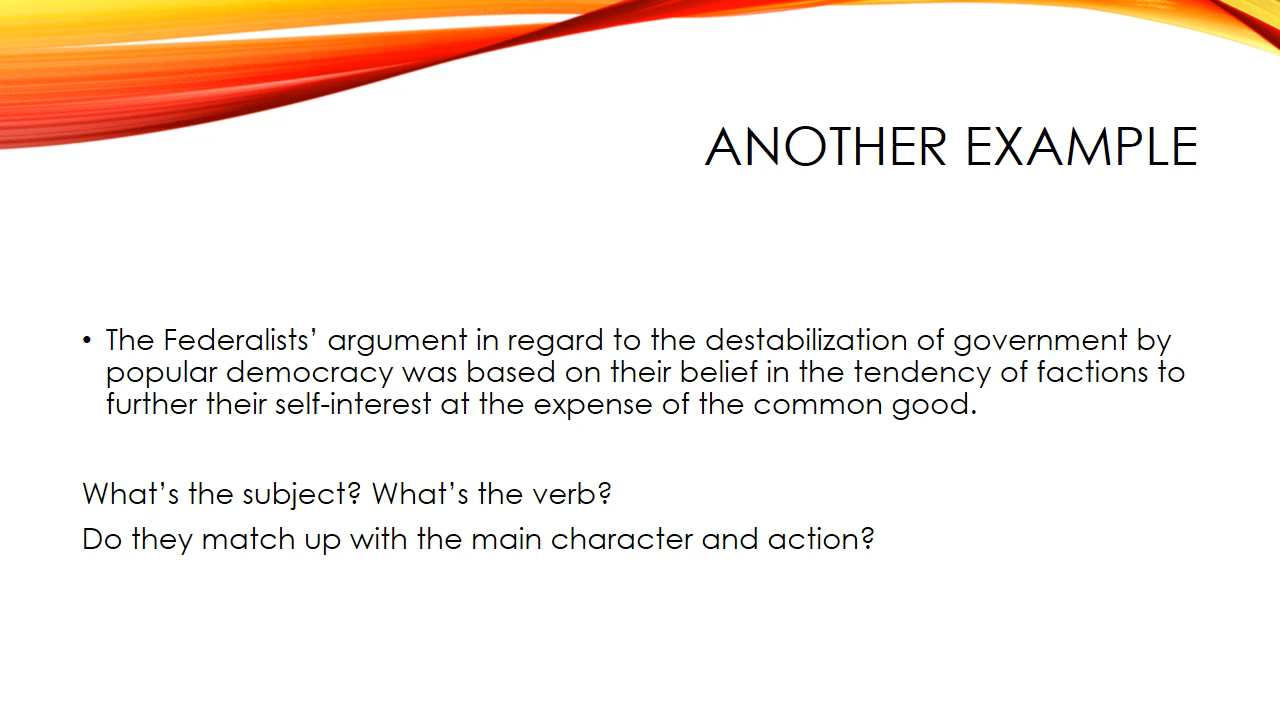 ANOTHER EXAMPLE
• The Federalists’ argument in regard to the destabilization of government by
popular democracy was based on their belief in the tendency of factions to
further their self-interest at the expense of the common good.
What’s the subject? What’s the verb?
Do they match up with the main character and action?